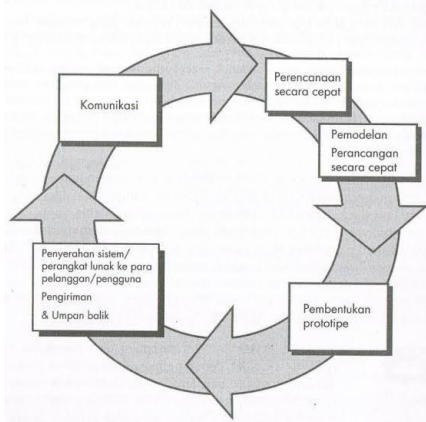 Komunikasi
Perencanaan
secara cepat
Pemodelan
Perancangan
secara cepat
Pembentukan
prototipe
Penyerahan sistem/
perangkat lunak ke para
pelanggan/pengguna
Pengiriman
& Umpan balik